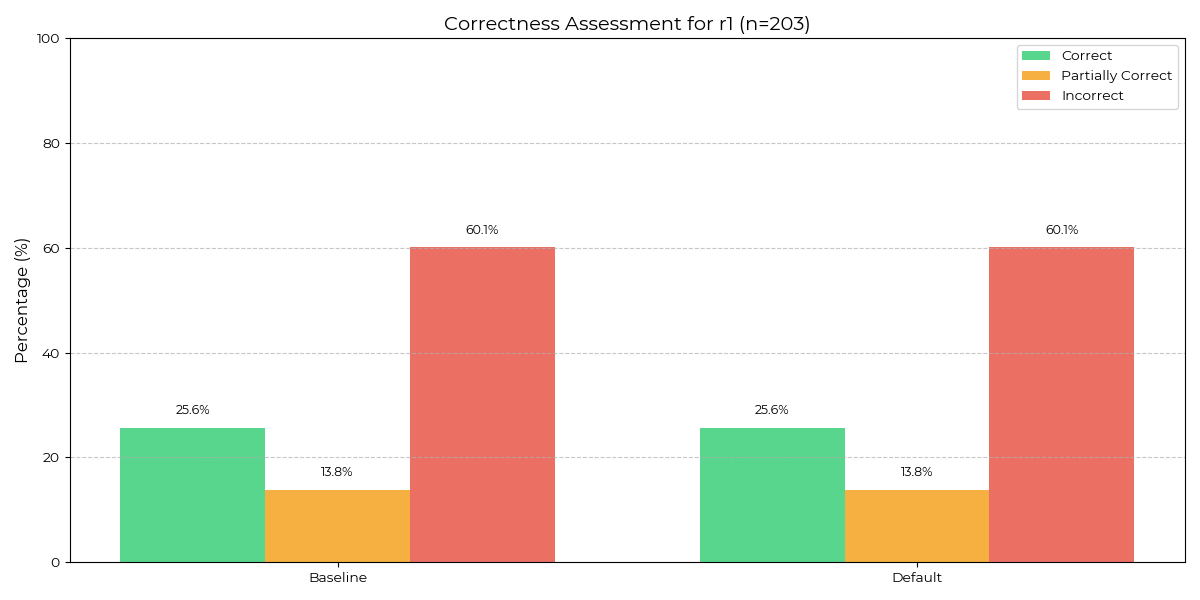 Correctness Assessment for r1 (n=203)
Correct
Partially Correct
Incorrect
Percentage (%)
100
80
60
40
20
0
25.6%
13.8%
60.1%
25.6%
13.8%
60.1%
Baseline
Default